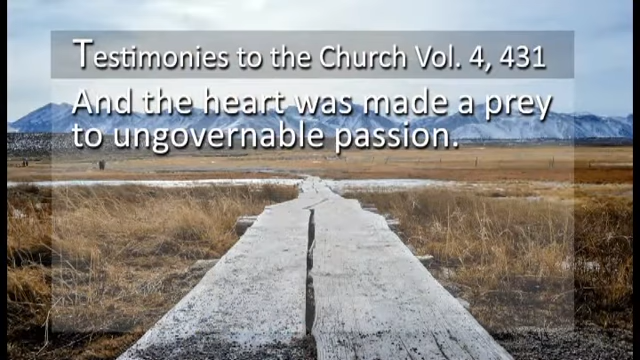 Testimonies to the Church Vol. 4, 431
And the heart was made a prey
to ungovernable passion.